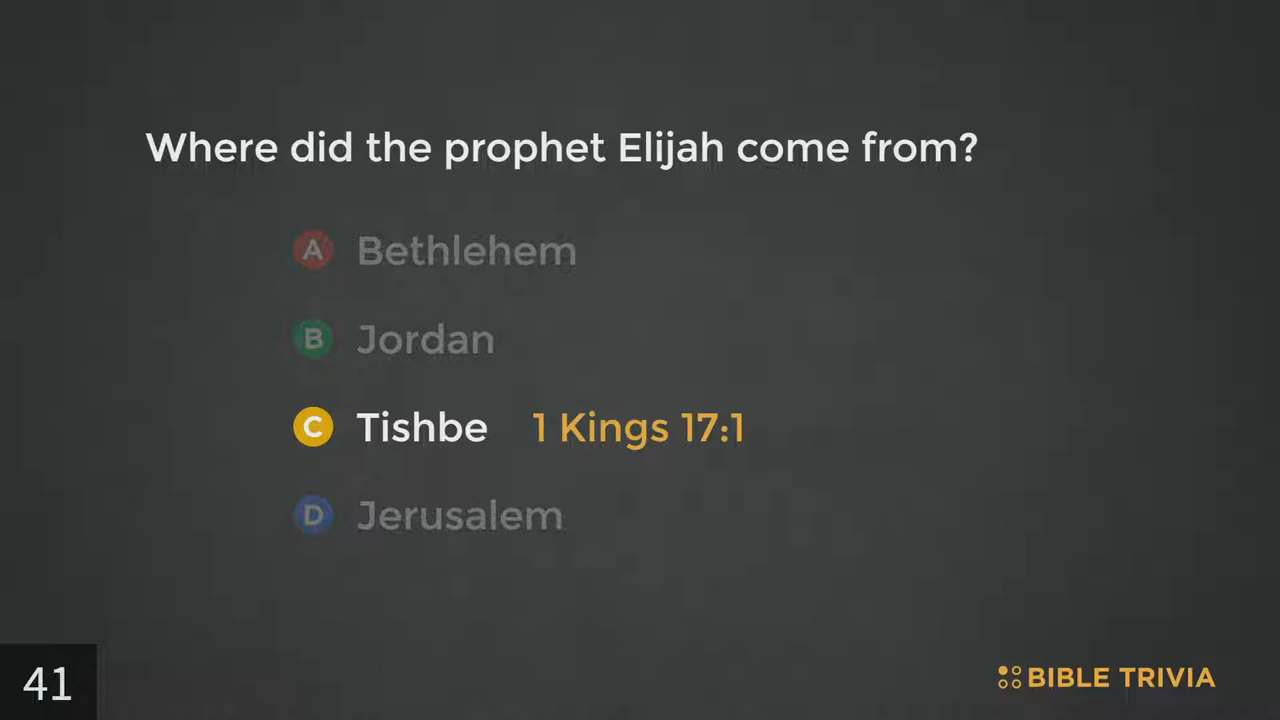 Where did the prophet Elijah come from?
A Bethlehem
B Jordan
C Tishbe 1 Kings 17:1
D Jerusalem
41
BIBLE TRIVIA